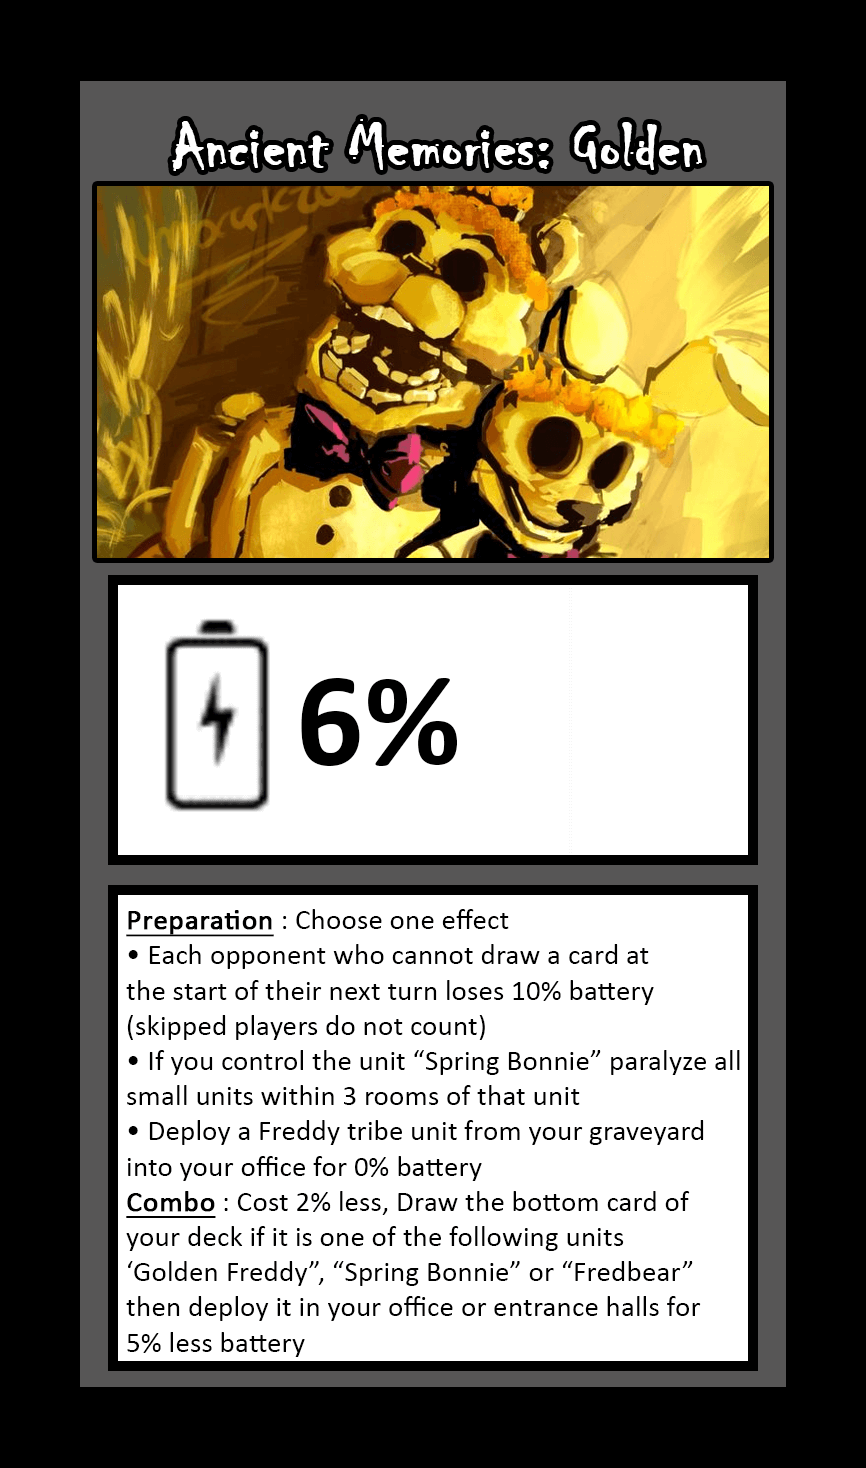 Ancient Memories: Golden
6%
Preparation : Choose one effect
• Each opponent who cannot draw a card at
the start of their next turn loses 10% battery
(skipped players do not count)
• If you control the unit “Spring Bonnie” paralyze all
small units within 3 rooms of that unit
• Deploy a Freddy tribe unit from your graveyard
into your office for 0% battery
Combo : Cost 2% less, Draw the bottom card of
your deck if it is one of the following units
‘Golden Freddy”, “Spring Bonnie” or “Fredbear”
then deploy it in your office or entrance halls for
5% less battery